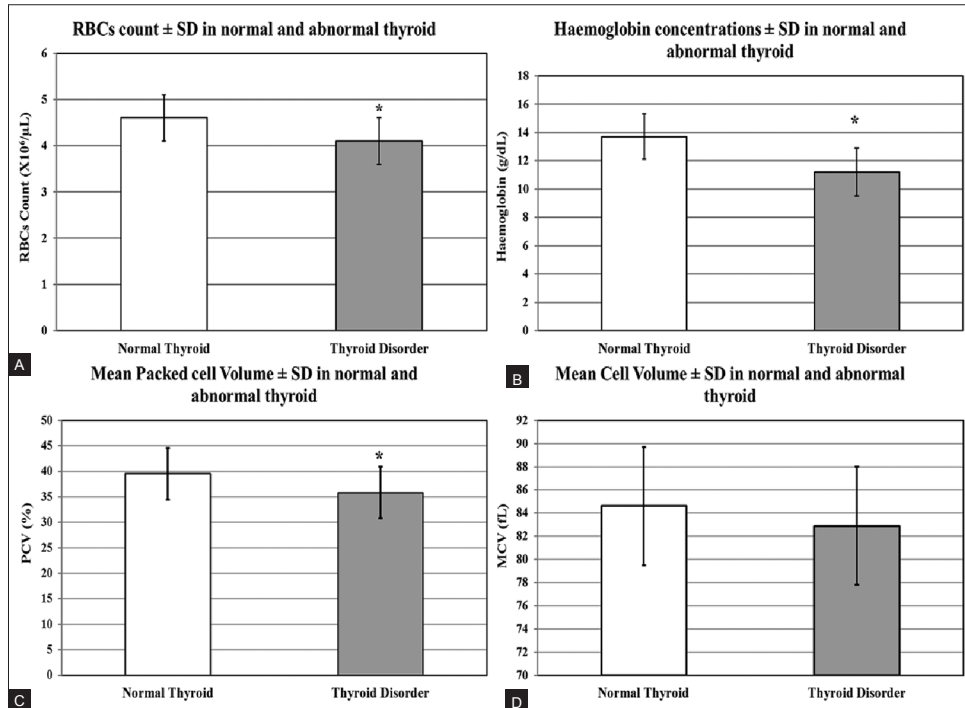 RBCs count ± SD in normal and abnormal thyroid
RBCs Count (X10⁶/µL)
6
5
4
3
2
1
0
*
Normal Thyroid
Thyroid Disorder
A
Haemoglobin concentrations ± SD in normal and
abnormal thyroid
Haemoglobin (g/dL)
18
16
14
12
10
8
6
4
2
0
*
Normal Thyroid
Thyroid Disorder
B
Mean Packed cell Volume ± SD in normal and
abnormal thyroid
PCV (%)
50
45
40
35
30
25
20
15
10
5
0
*
Normal Thyroid
Thyroid Disorder
C
Mean Cell Volume ± SD in normal and abnormal
thyroid
MCV (fL)
92
90
88
86
84
82
80
78
76
74
72
70
Normal Thyroid
Thyroid Disorder
D